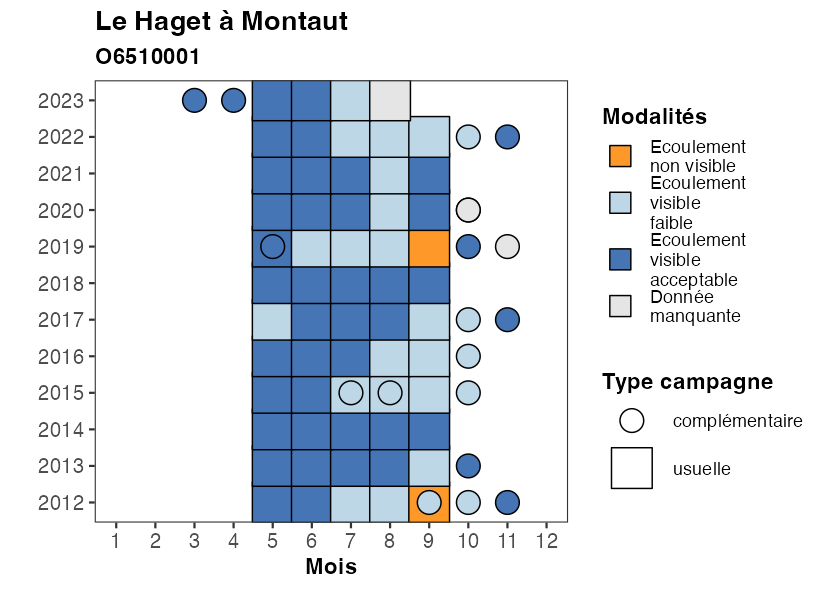 Le Haget à Montaut
O6510001
2023
2022
2021
2020
2019
2018
2017
2016
2015
2014
2013
2012
1 2 3 4 5 6 7 8 9 10 11 12
Mois
Modalités
Ecoulement
non visible
Ecoulement
visible
faible
Ecoulement
visible
acceptable
Donnée
manquante
Type campagne
complémentaire
usuelle